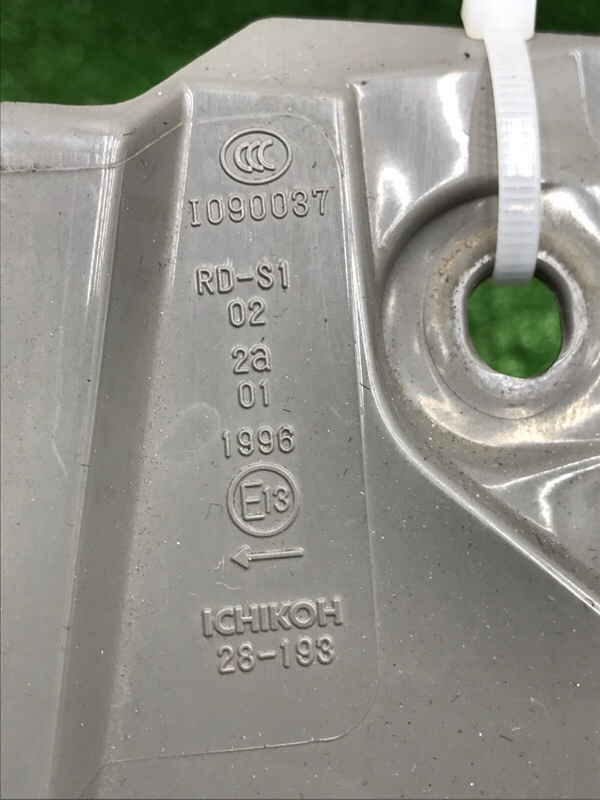 CCC
I090037
RD-S1
02
2a
01
1996
E13
←
ICHIKOH
28-193